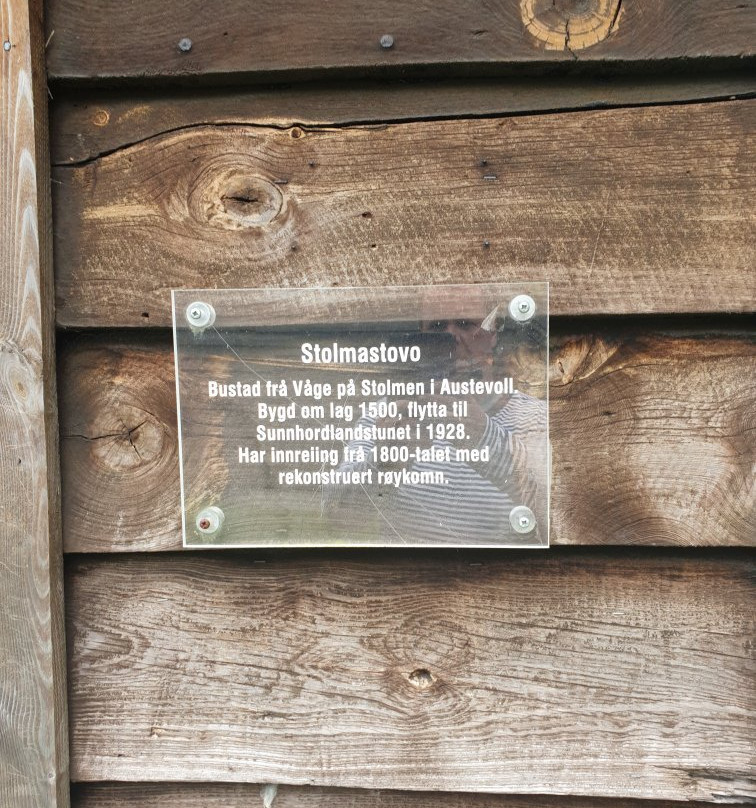 Stolmastovo
Bustad frå Våge på Stolmen i Austevoll.
Bygd om lag 1500, flytta til
Sunnhordlandstunet i 1928.
Har innreiing frå 1800-talet med
rekonstruert røykomn.